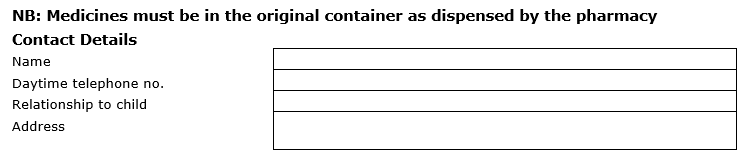 NB: Medicines must be in the original container as dispensed by the pharmacy
Contact Details
Name
Daytime telephone no.
Relationship to child
Address